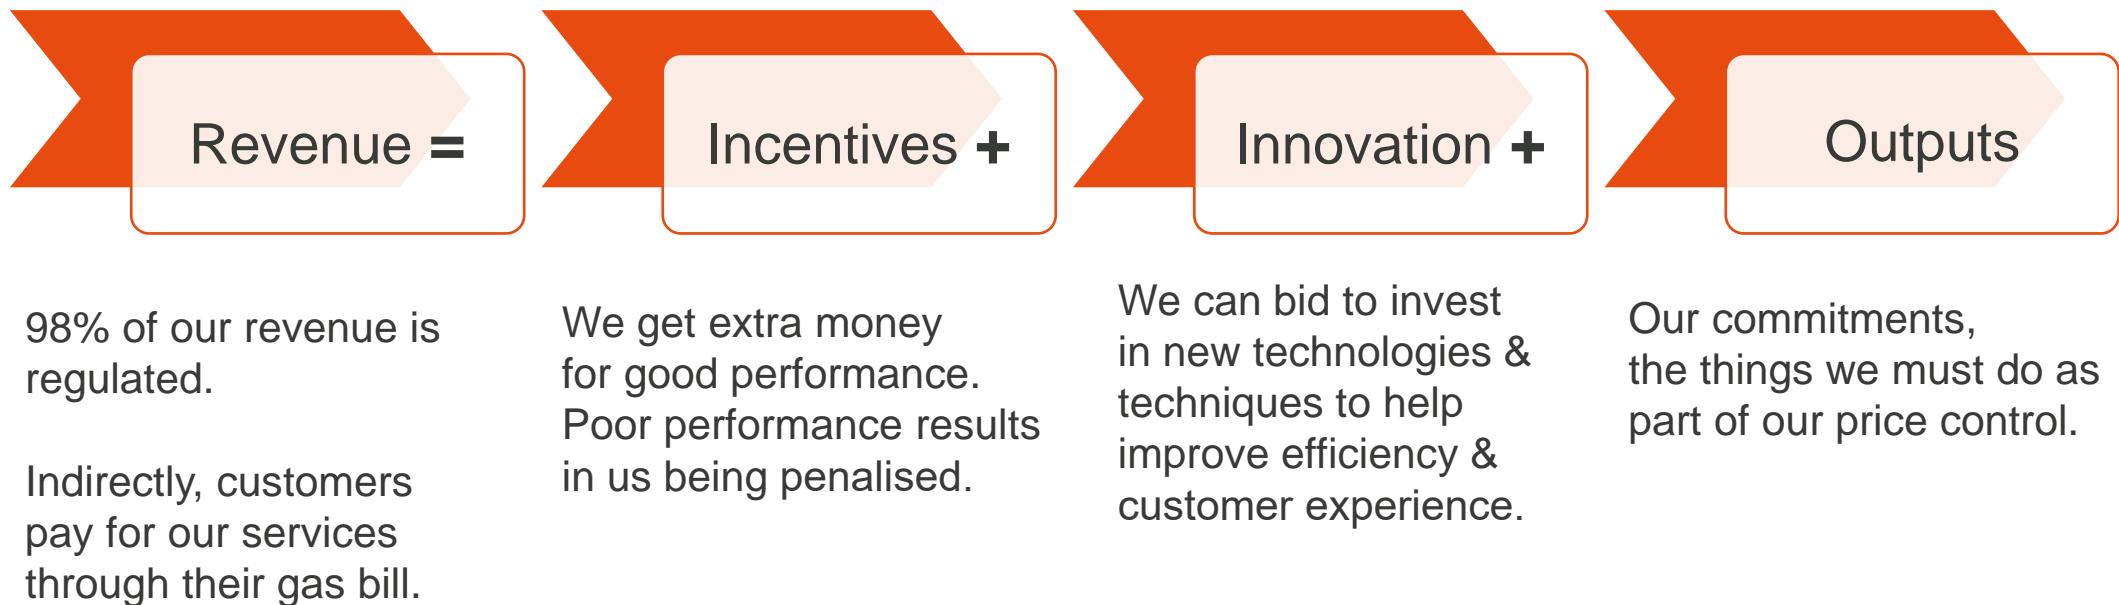 Revenue =
98% of our revenue is
regulated.
Indirectly, customers
pay for our services
through their gas bill.
Incentives +
We get extra money
for good performance.
Poor performance results
in us being penalised.
Innovation +
We can bid to invest
in new technologies &
techniques to help
improve efficiency &
customer experience.
Outputs
Our commitments,
the things we must do as
part of our price control.